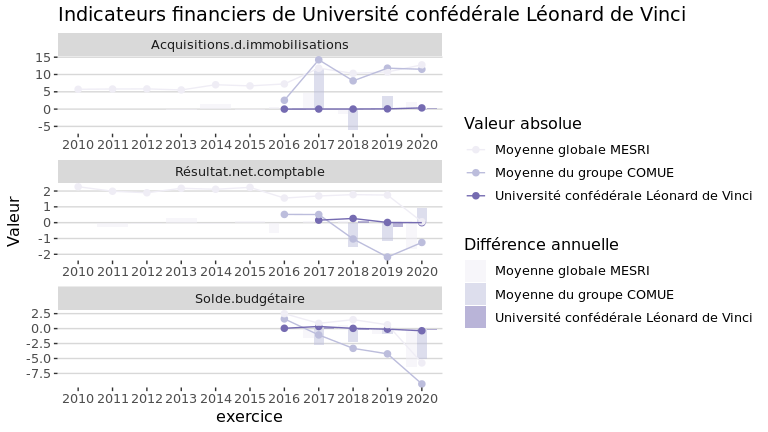 Indicateurs financiers de Université confédérale Léonard de Vinci
Acquisitions.d.immobilisations
15
10
5
0
-5
2010 2011 2012 2013 2014 2015 2016 2017 2018 2019 2020
Résultat.net.comptable
2
1
0
-1
-2
2010 2011 2012 2013 2014 2015 2016 2017 2018 2019 2020
Solde.budgétaire
2.5
0.0
-2.5
-5.0
-7.5
2010 2011 2012 2013 2014 2015 2016 2017 2018 2019 2020
exercice
Valeur
Valeur absolue
Moyenne globale MESRI
Moyenne du groupe COMUE
Université confédérale Léonard de Vinci
Différence annuelle
Moyenne globale MESRI
Moyenne du groupe COMUE
Université confédérale Léonard de Vinci